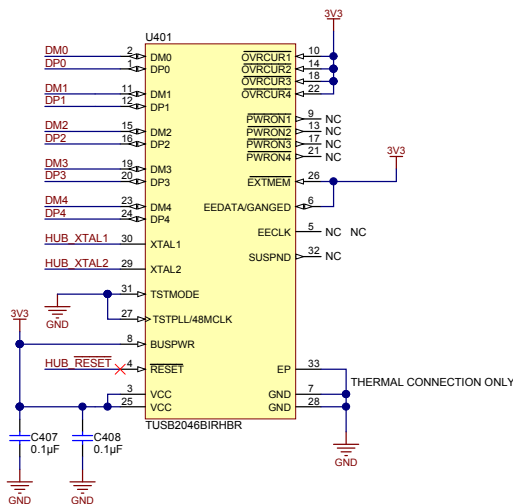 U401
3V3
DM0 2 DM0
DP0 1 DP0
DM1 11 DM1
DP1 12 DP1
DM2 15 DM2
DP2 16 DP2
DM3 19 DM3
DP3 20 DP3
DM4 23 DM4
DP4 24 DP4
HUB_XTAL1 30 XTAL1
HUB_XTAL2 29 XTAL2
31 TSTMODE
GND
27 TSTPLL/48MCLK
3V3
8 BUSPWR
HUB_RESET 4 RESET
3 VCC
25 VCC
OVRCUR1 10
OVRCUR2 14
OVRCUR3 18
OVRCUR4 22
PWRON1 9 NC
PWRON2 13 NC
PWRON3 17 NC
PWRON4 21 NC
3V3
EXTMEM 26
EEDATA/GANGED 6
EECLK 5 NC NC
SUSPND 32 NC
EP 33
THERMAL CONNECTION ONLY
GND 7
GND 28
TUSB2046BIRHBR
C407
0.1µF
C408
0.1µF
GND
GND
GND